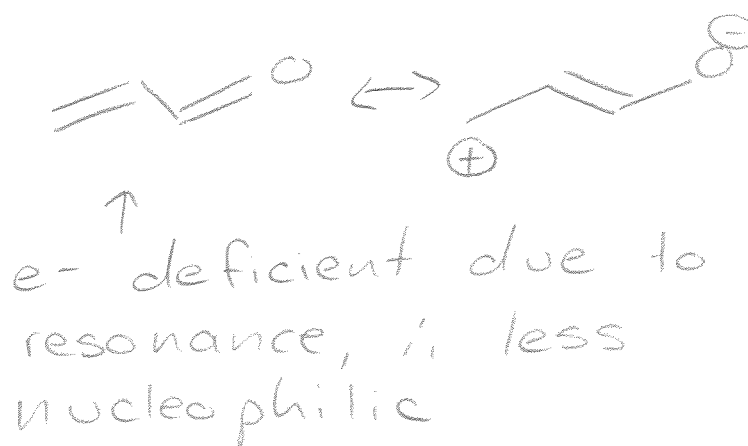 O O
e- deficient due to
resonance, ∴ less
nucleophilic